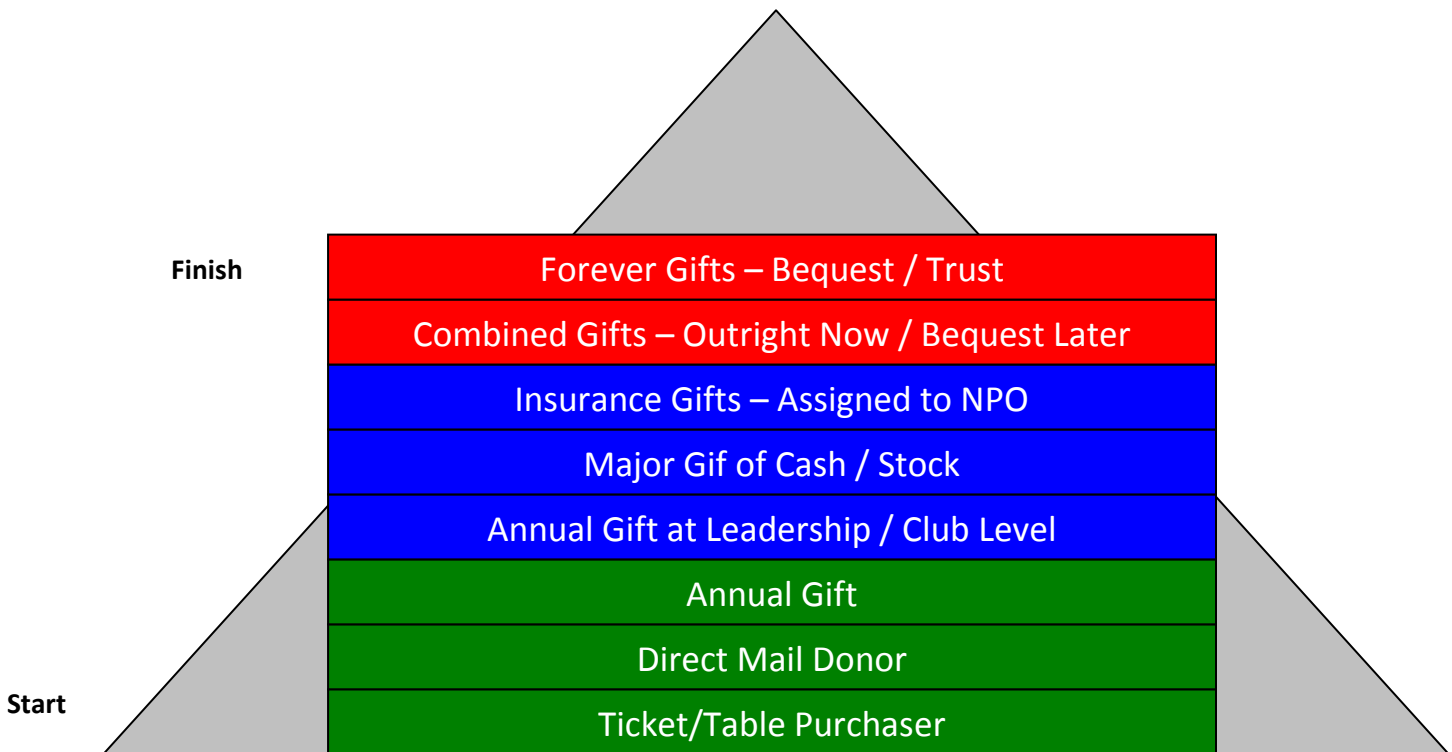 Finish
Forever Gifts – Bequest / Trust
Combined Gifts – Outright Now / Bequest Later
Insurance Gifts – Assigned to NPO
Major Gif of Cash / Stock
Annual Gift at Leadership / Club Level
Annual Gift
Direct Mail Donor
Start
Ticket/Table Purchaser